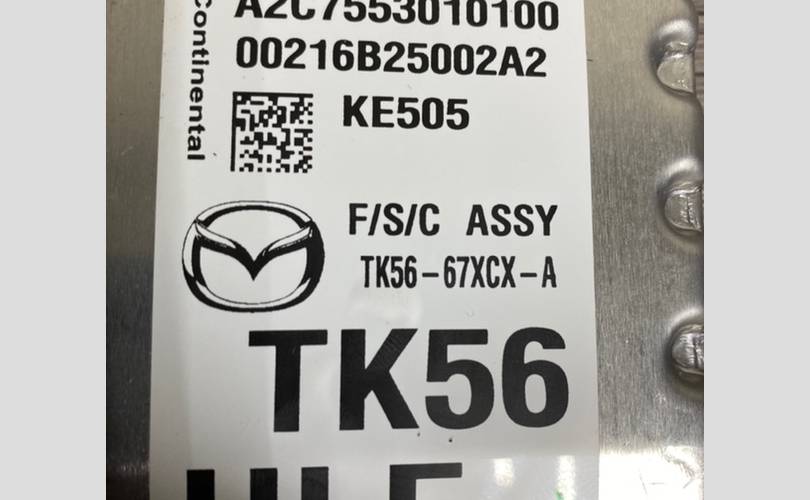 Continental
A2C7553010100
00216B25002A2
KE505
F/S/C ASSY
TK56-67XCX-A
TK56